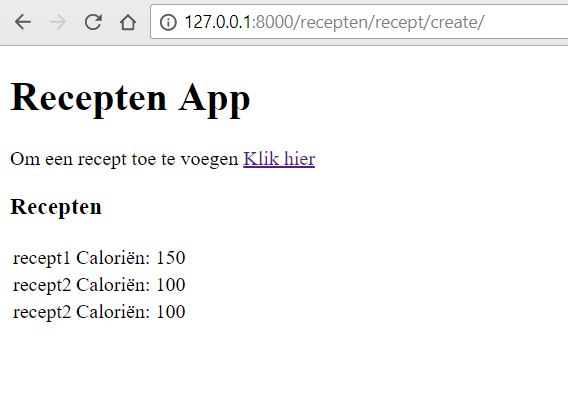 127.0.0.1:8000/recepten/recept/create/
Recepten App
Om een recept toe te voegen Klik hier
Recepten
recept1 Caloriën: 150
recept2 Caloriën: 100
recept2 Caloriën: 100